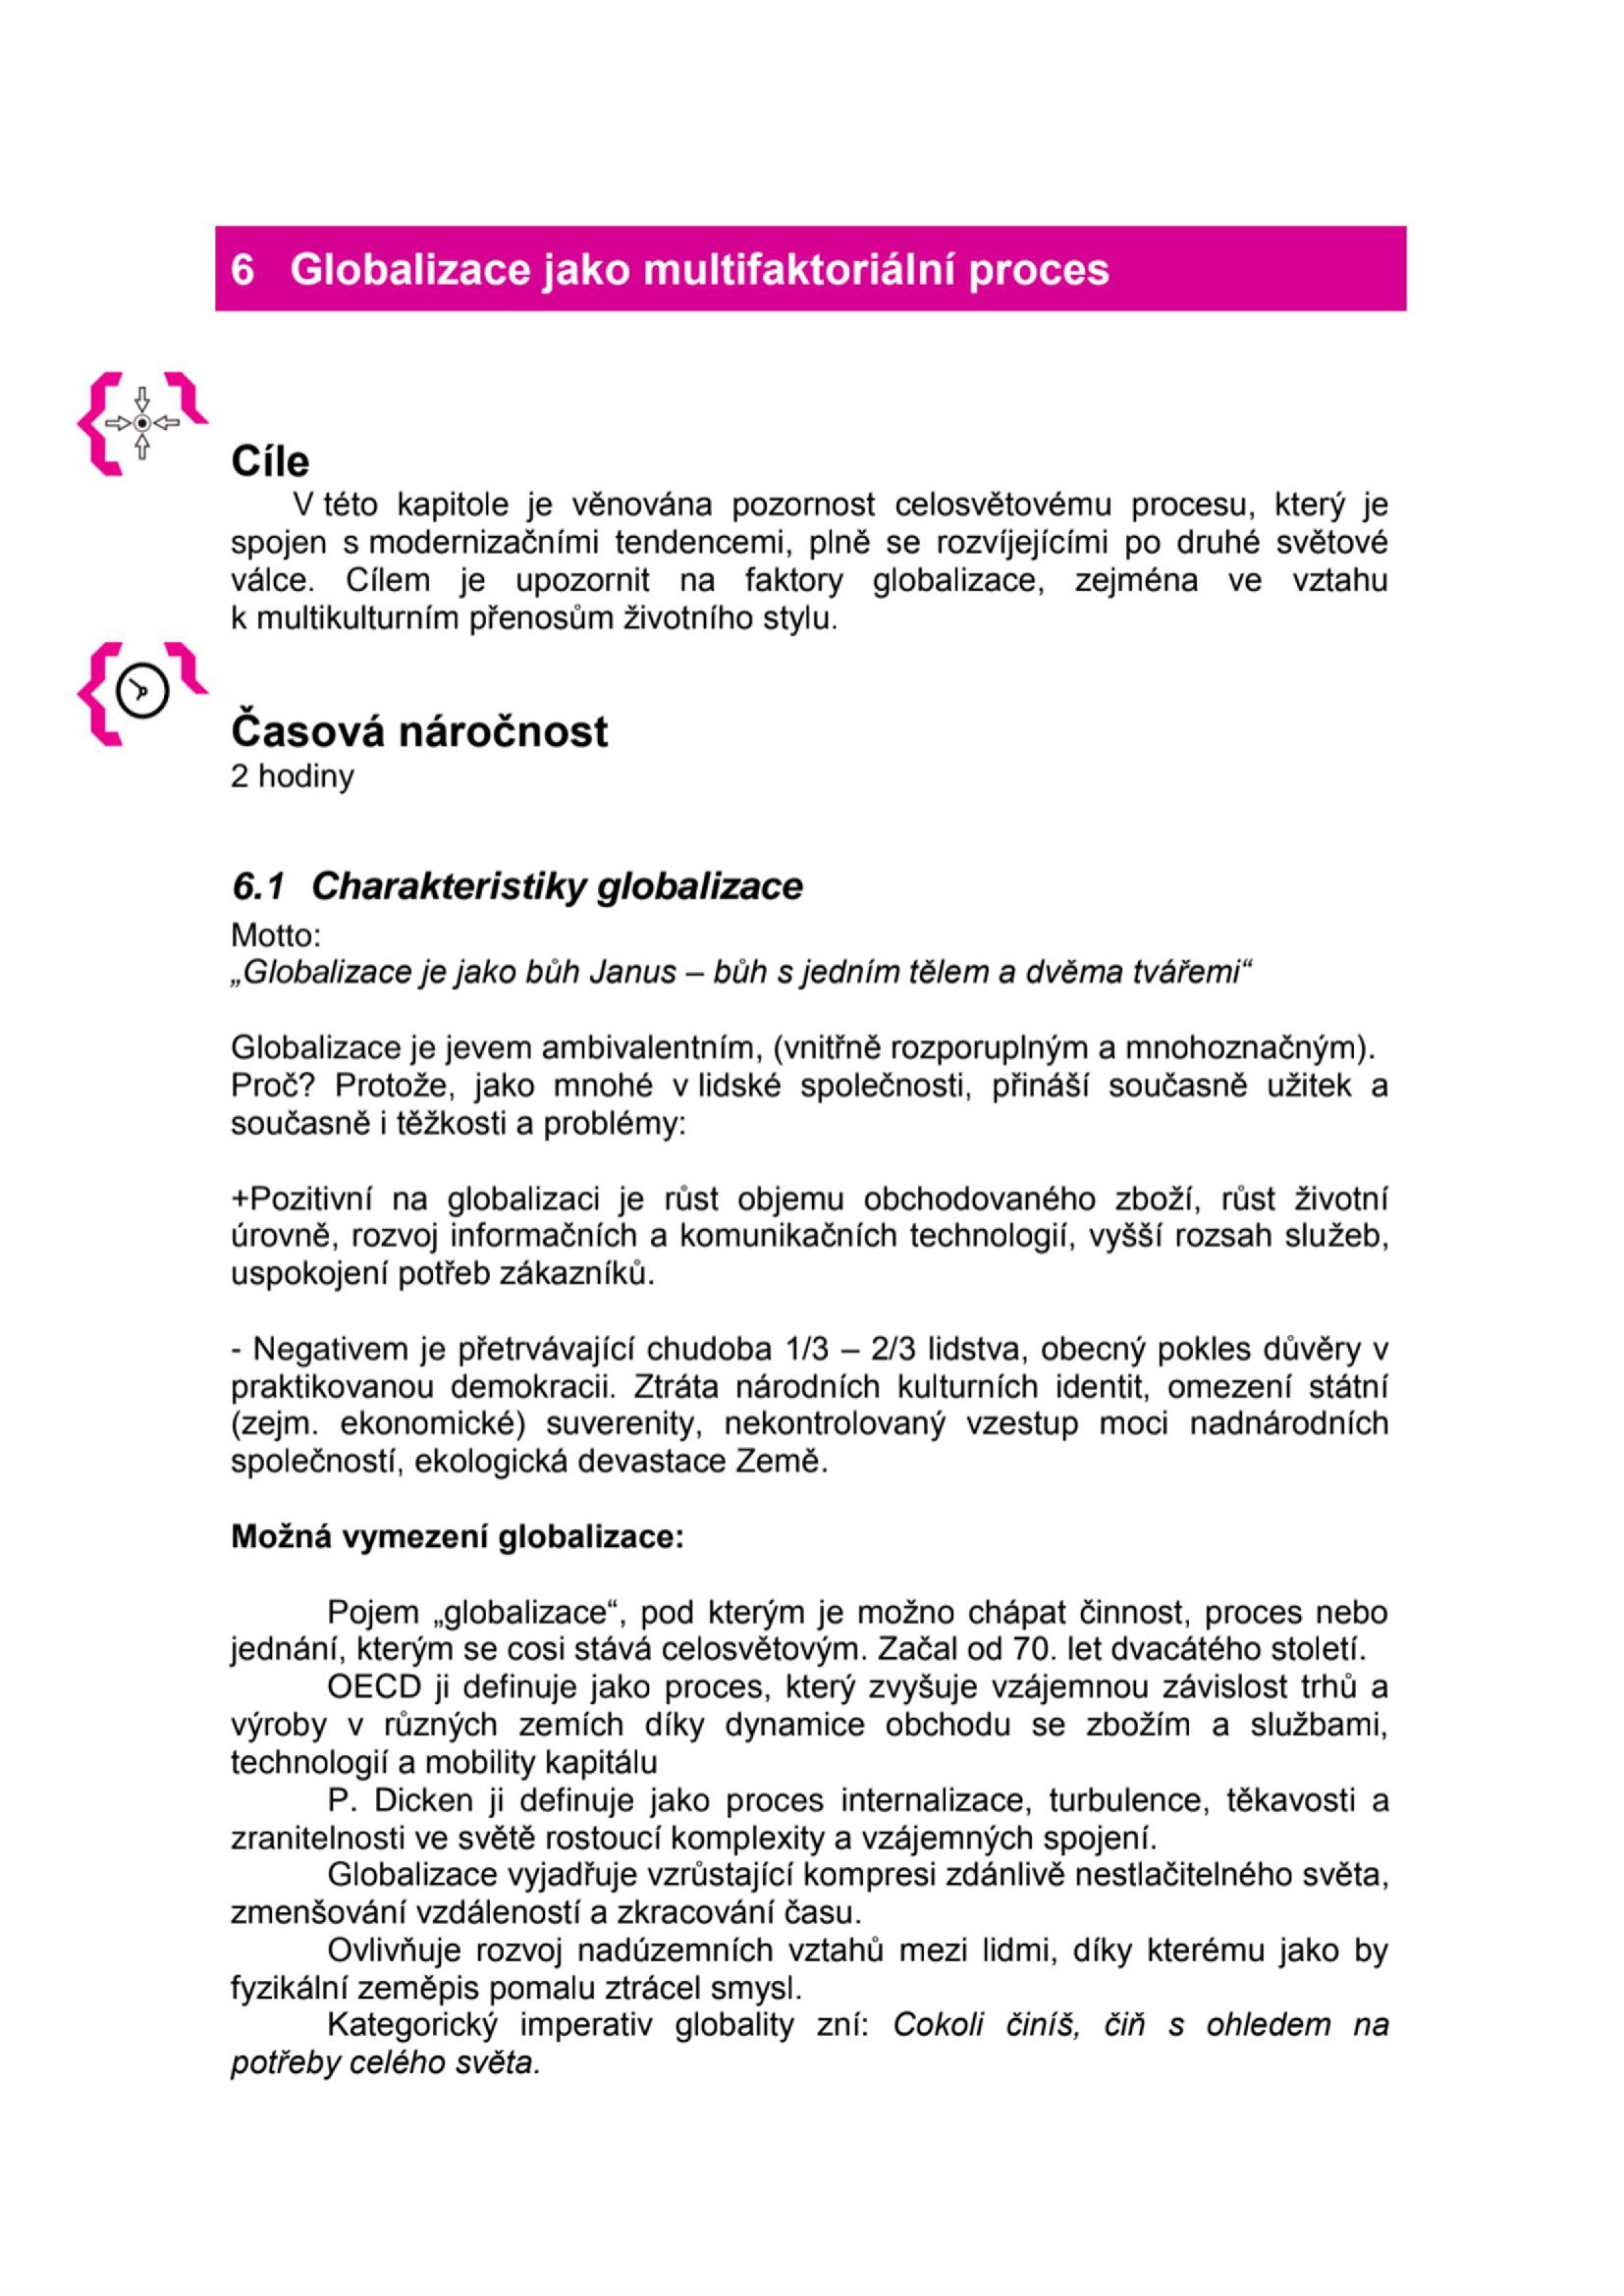 6 Globalizace jako multifaktoriální proces
Cíle
V této kapitole je věnována pozornost celosvětovému procesu, který je
spojen s modernizačními tendencemi, plně se rozvíjejícími po druhé světové
válce. Cílem je upozornit na faktory globalizace, zejména ve vztahu
k multikulturním přenosům životního stylu.
Časová náročnost
2 hodiny
6.1 Charakteristiky globalizace
Motto:
„Globalizace je jako bůh Janus – bůh s jedním tělem a dvěma tvářemi“
Globalizace je jevem ambivalentním, (vnitřně rozporuplným a mnohoznačným).
Proč? Protože, jako mnohé v lidské společnosti, přináší současně užitek a
současně i těžkosti a problémy:
+Pozitivní na globalizaci je růst objemu obchodovaného zboží, růst životní
úrovně, rozvoj informačních a komunikačních technologií, vyšší rozsah služeb,
uspokojení potřeb zákazníků.
- Negativem je přetrvávající chudoba 1/3 – 2/3 lidstva, obecný pokles důvěry v
praktikovanou demokracii. Ztráta národních kulturních identit, omezení státní
(zejm. ekonomické) suverenity, nekontrolovaný vzestup moci nadnárodních
společností, ekologická devastace Země.
Možná vymezení globalizace:
Pojem „globalizace“, pod kterým je možno chápat činnost, proces nebo
jednání, kterým se cosi stává celosvětovým. Začal od 70. let dvacátého století.
OECD ji definuje jako proces, který zvyšuje vzájemnou závislost trhů a
výroby v různých zemích díky dynamice obchodu se zbožím a službami,
technologií a mobility kapitálu
P. Dicken ji definuje jako proces internalizace, turbulence, těkavosti a
zranitelnosti ve světě rostoucí komplexity a vzájemných spojení.
Globalizace vyjadřuje vzrůstající kompresi zdánlivě nestlačitelného světa,
zmenšování vzdáleností a zkracování času.
Ovlivňuje rozvoj nadúzemních vztahů mezi lidmi, díky kterému jako by
fyzikální zeměpis pomalu ztrácel smysl.
Kategorický imperativ globality zní: Cokoli činíš, čiň s ohledem na
potřeby celého světa.